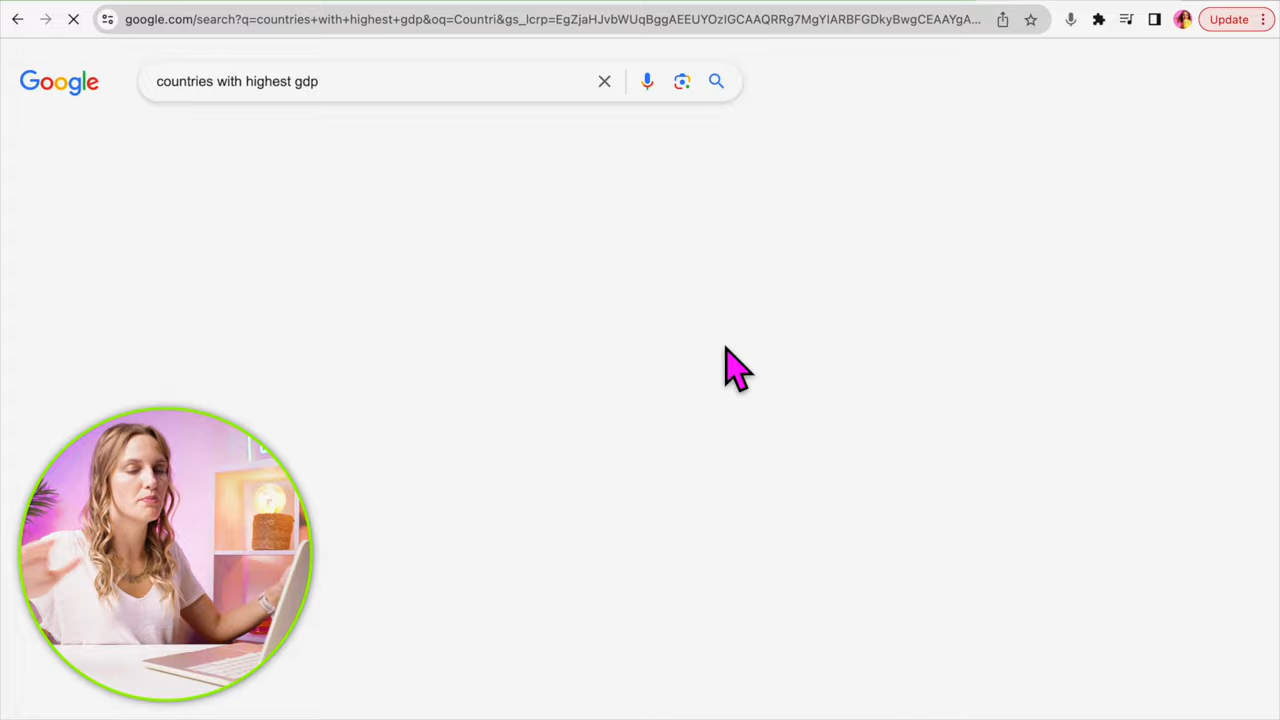 google.com/search?q=countries+with+highest+gdp&oq=Countri&gs_lcrp=EgZjaHJvbWUqBggAEEUYOzIGCAAQRRg7MgYIARBFGDkyBwgCEAAYgA...
Update
Google
countries with highest gdp